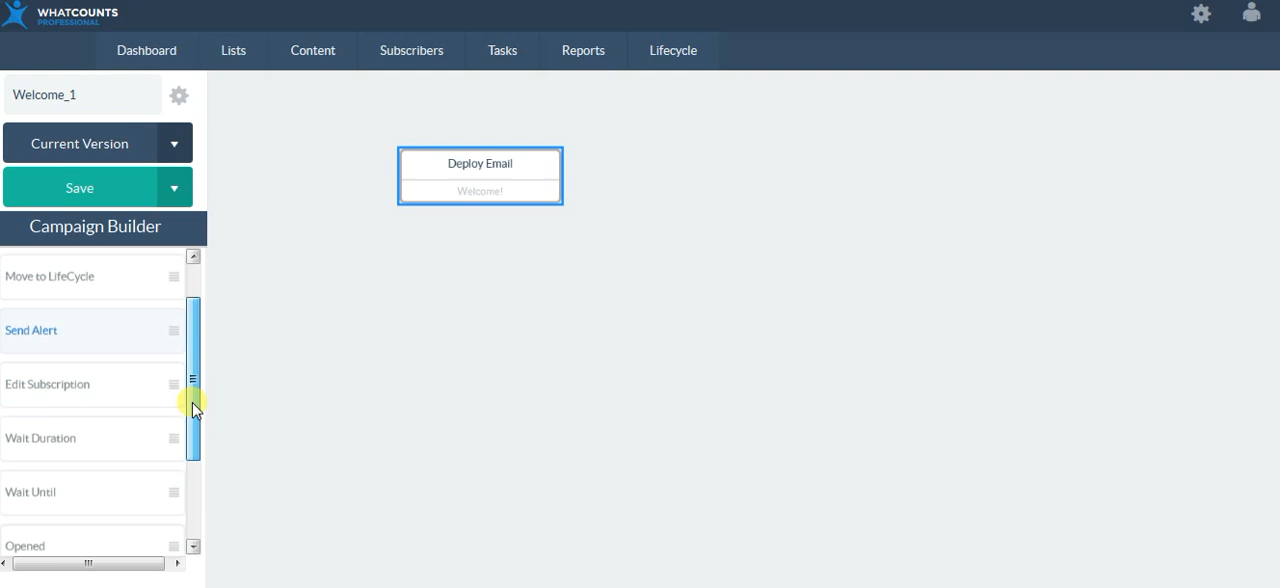 WHATCOUNTS
PROFESSIONAL
Dashboard
Lists
Content
Subscribers
Tasks
Reports
Lifecycle
Welcome_1
Current Version
Save
Campaign Builder
Move to LifeCycle
Send Alert
Edit Subscription
Wait Duration
Wait Until
Opened
Deploy Email
Welcome!